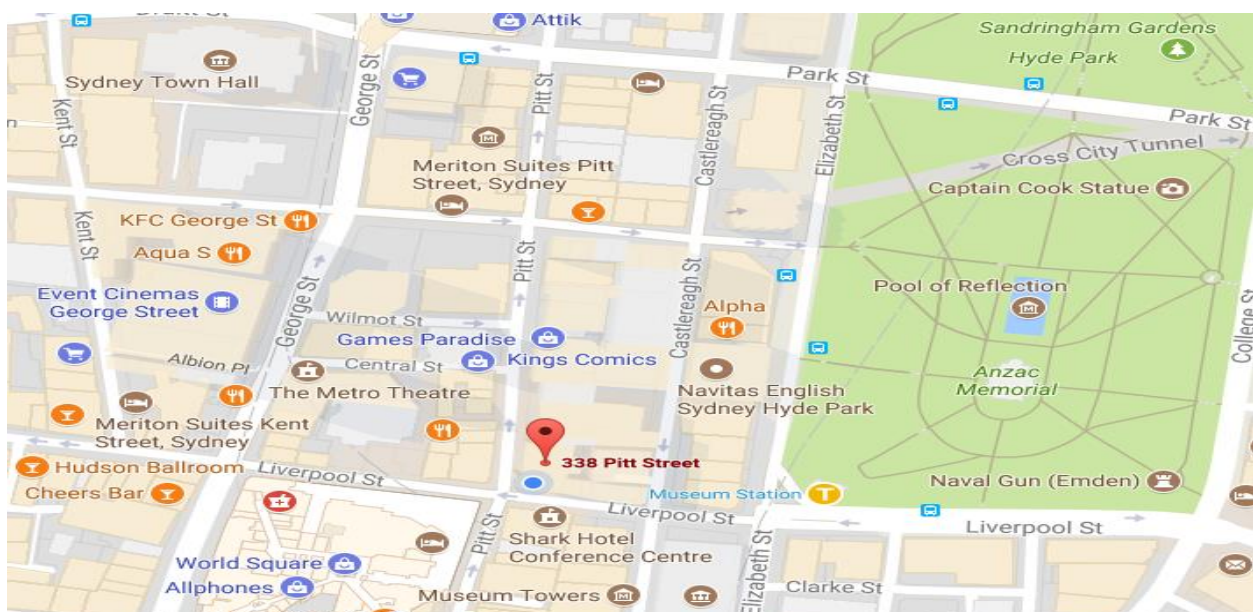 Attik
Sandringham Gardens
Hyde Park
Sydney Town Hall
Kent St
George St
Pitt St
Park St
Park St
Castlereagh St
Elizabeth St
Cross City Tunnel
Meriton Suites Pitt
Street, Sydney
Captain Cook Statue
KFC George St
Aqua S
Kent St
Pitt St
Castlereagh St
Event Cinemas
George Street
George St
Wilmot St
Alpha
Pool of Reflection
College St
Games Paradise
Kings Comics
Albion Pl
Central St
The Metro Theatre
Navitas English
Sydney Hyde Park
Anzac
Memorial
Meriton Suites Kent
Street, Sydney
338 Pitt Street
Hudson Ballroom
Liverpool St
Cheers Bar
Museum Station
T
Naval Gun (Emden)
Liverpool St
Liverpool St
Pitt St
Shark Hotel
Conference Centre
Elizabeth St
World Square
Allphones
Museum Towers
Clarke St